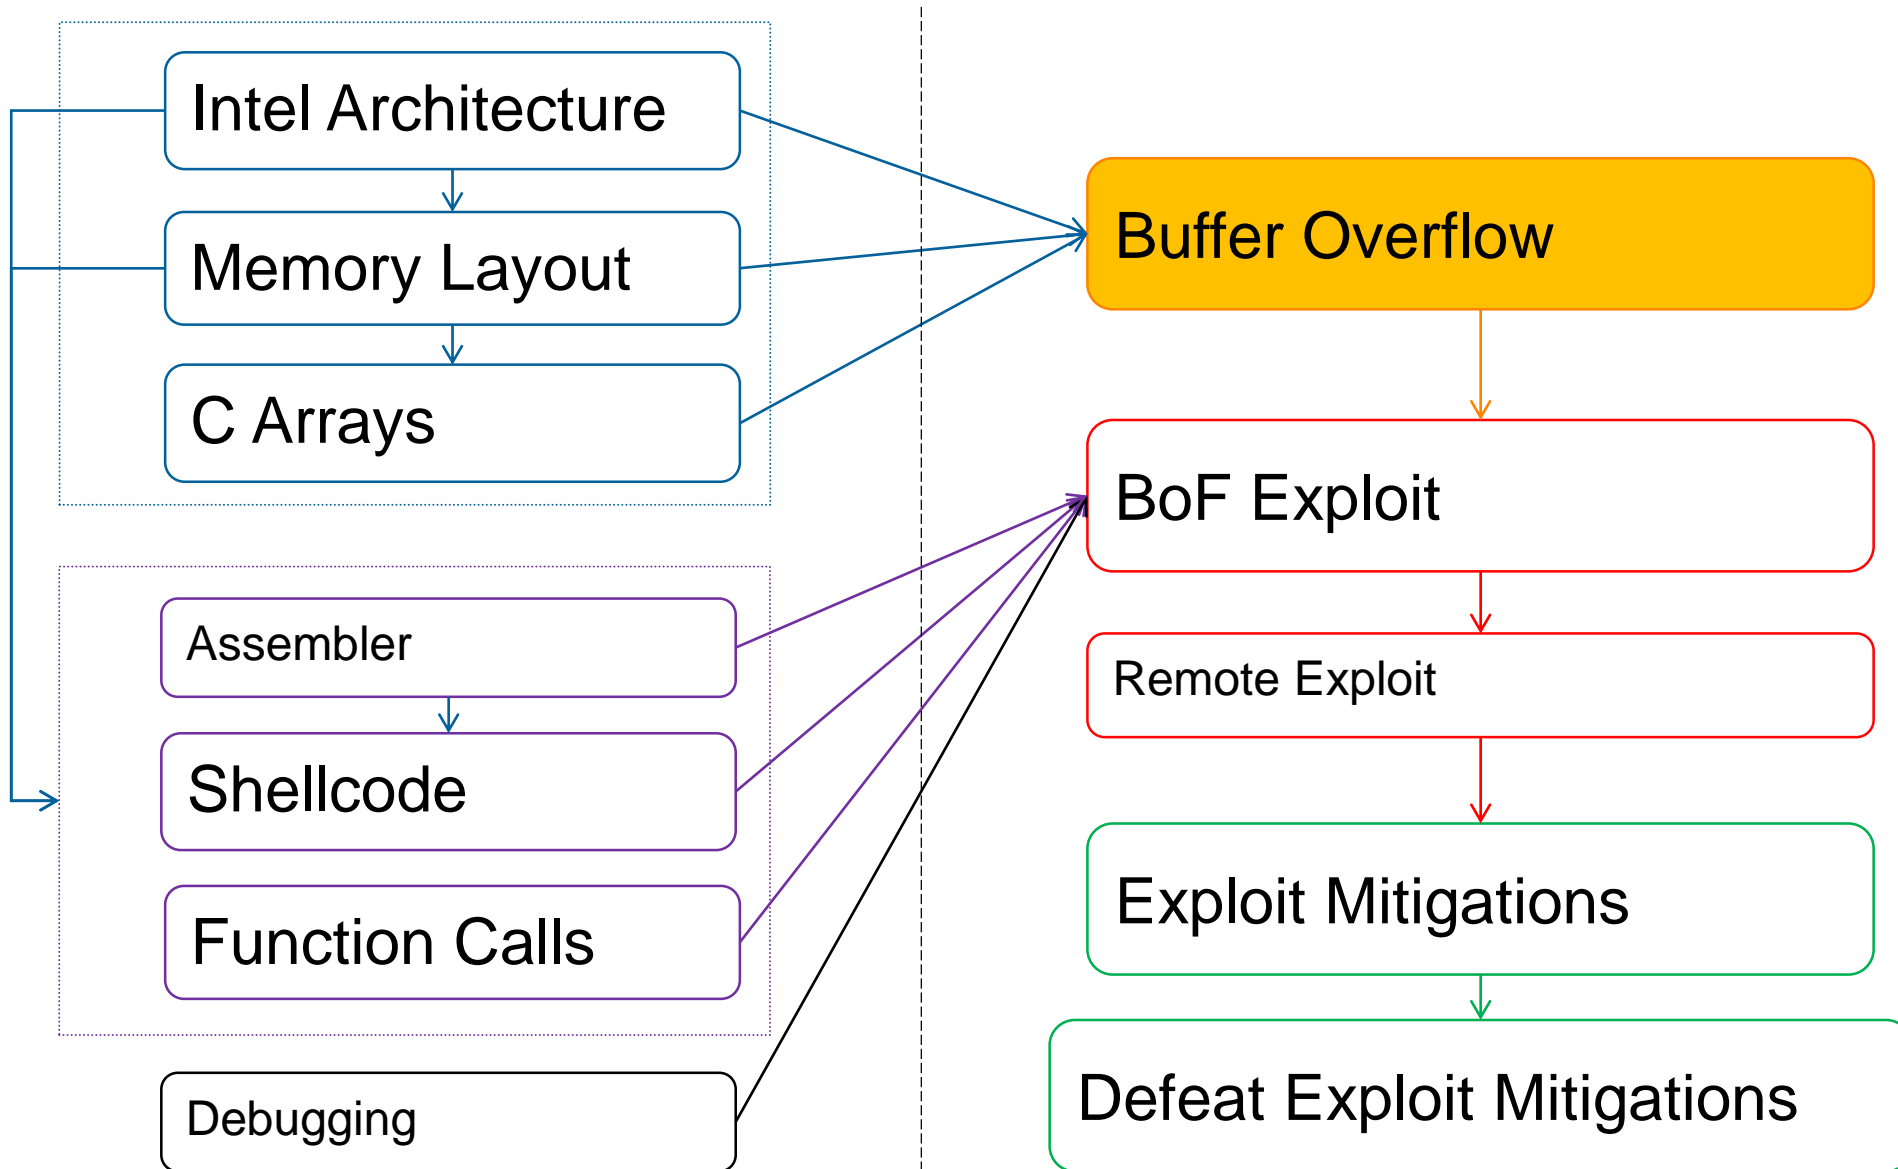 Intel Architecture
Memory Layout
C Arrays
Assembler
Shellcode
Function Calls
Debugging
Buffer Overflow
BoF Exploit
Remote Exploit
Exploit Mitigations
Defeat Exploit Mitigations